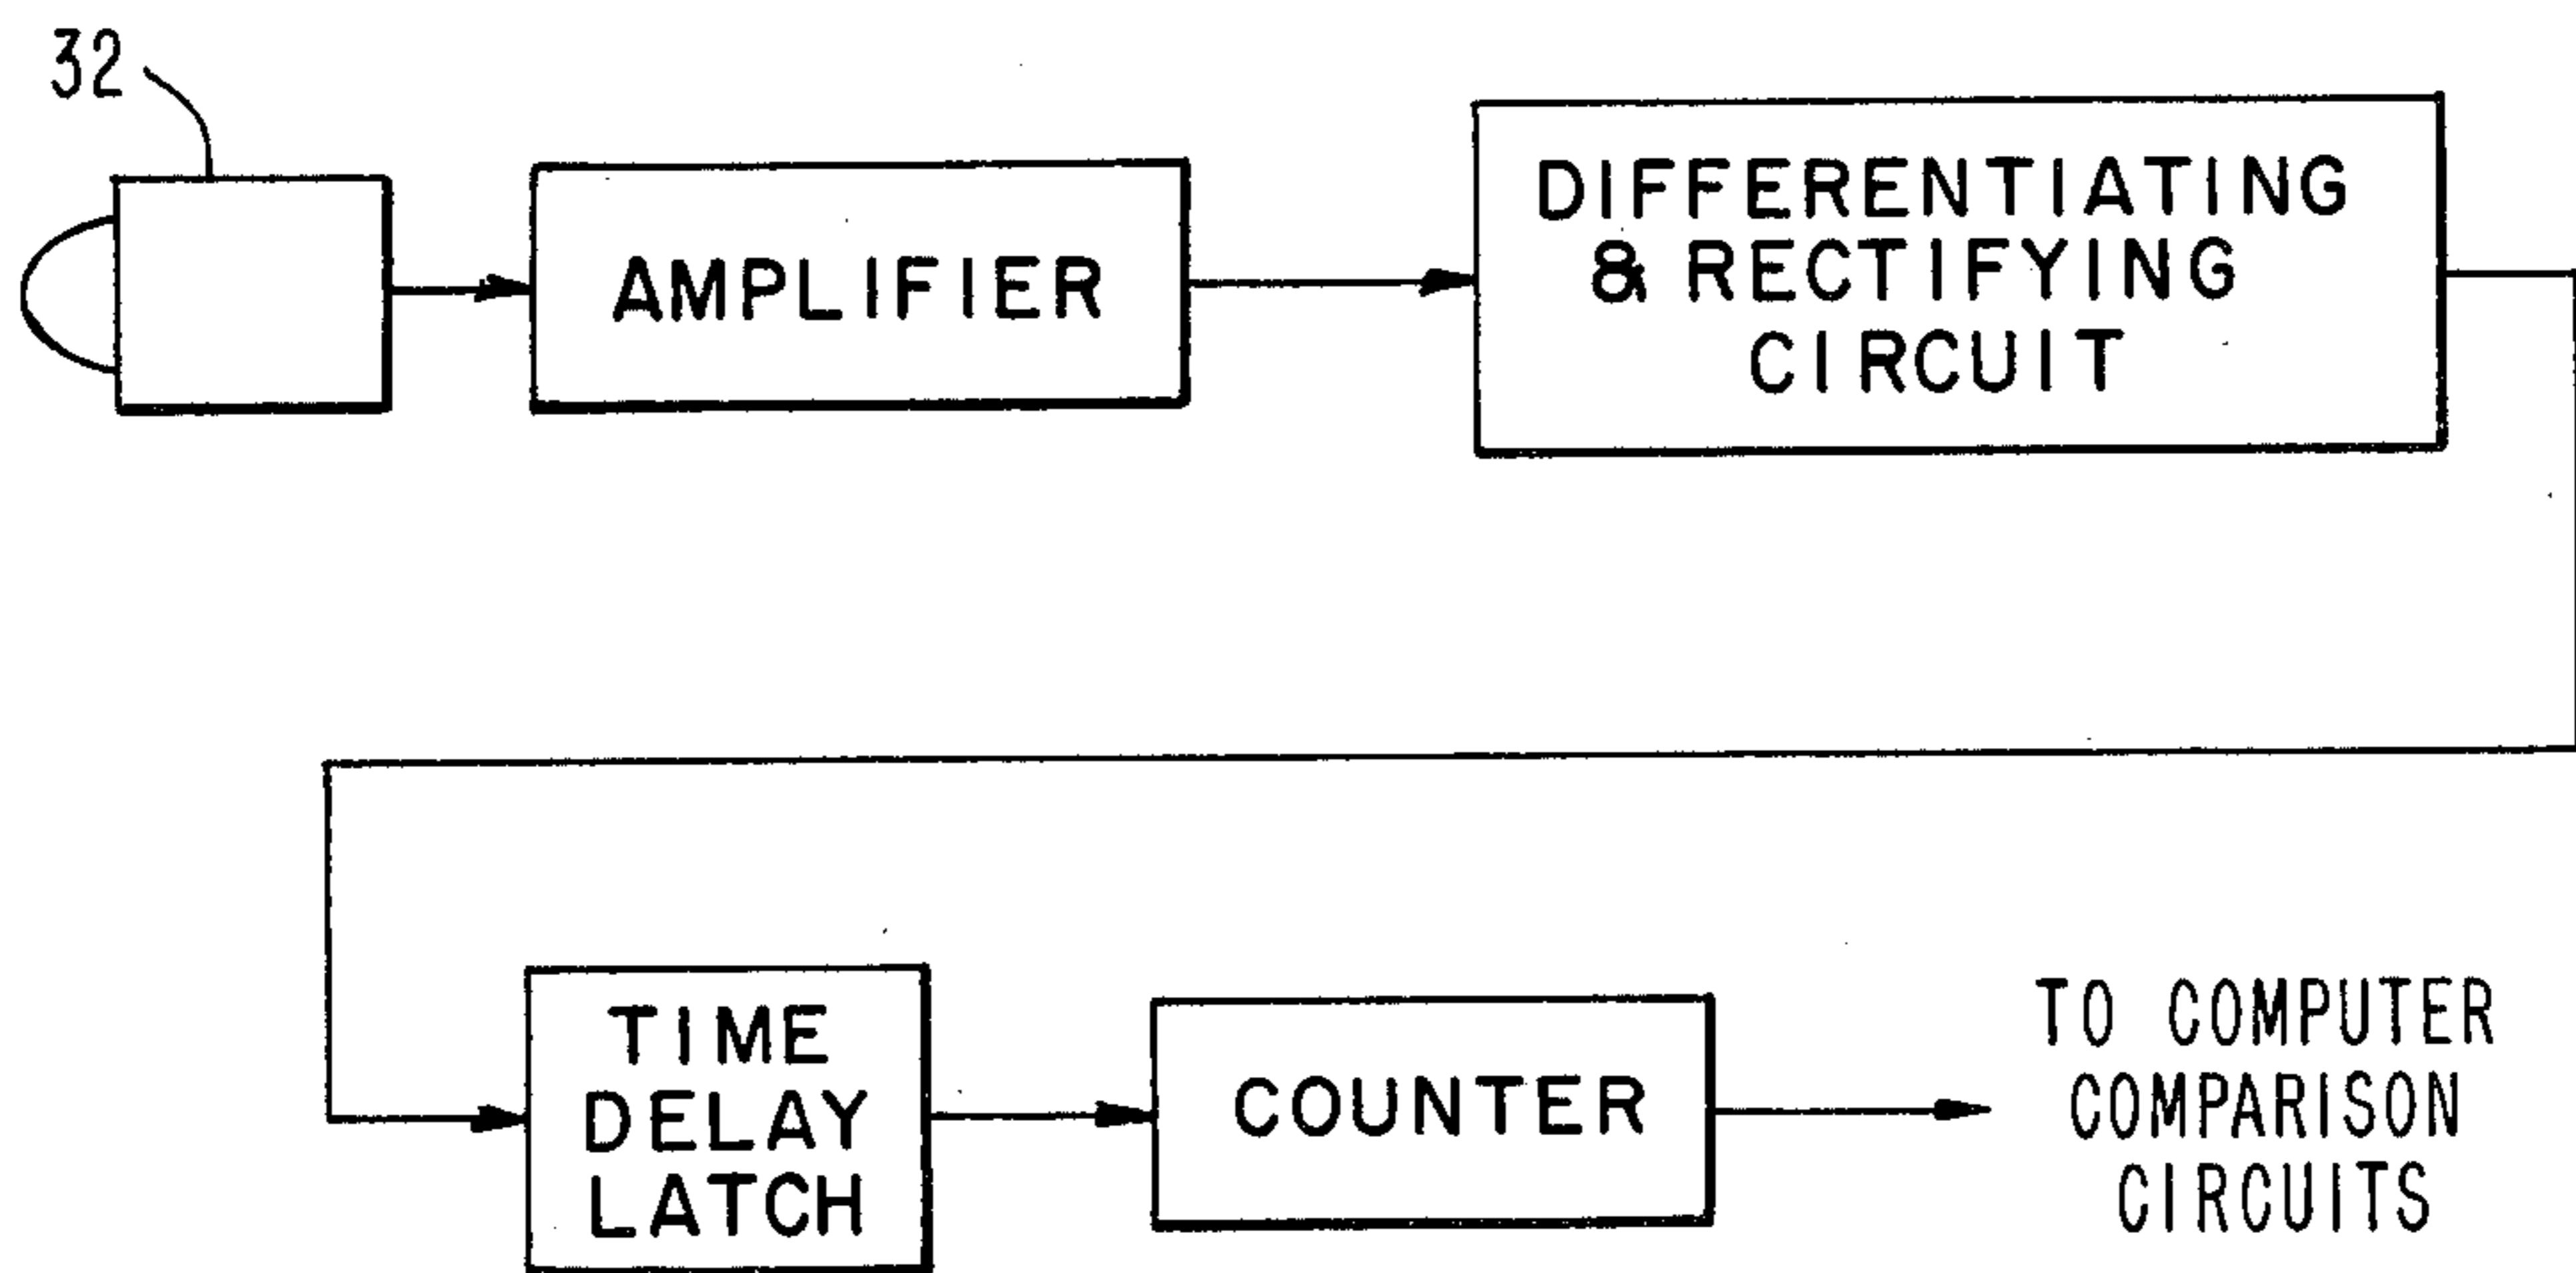 32
AMPLIFIER
DIFFERENTIATING
& RECTIFYING
CIRCUIT
TIME
DELAY
LATCH
COUNTER
TO COMPUTER
COMPARISON
CIRCUITS